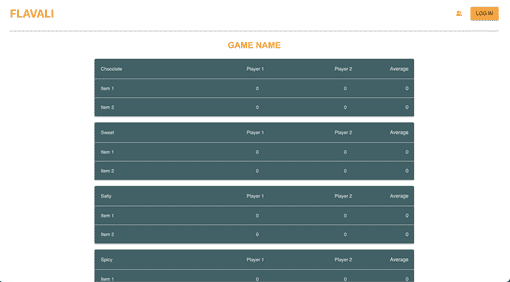 FLAVALI LOG IN
GAME NAME
Chocolate Player 1 Player 2 Average
Item 1 0 0 0
Item 2 0 0 0
Sweet Player 1 Player 2 Average
Item 1 0 0 0
Item 2 0 0 0
Salty Player 1 Player 2 Average
Item 1 0 0 0
Item 2 0 0 0
Spicy Player 1 Player 2 Average
Item 1 0 0 0